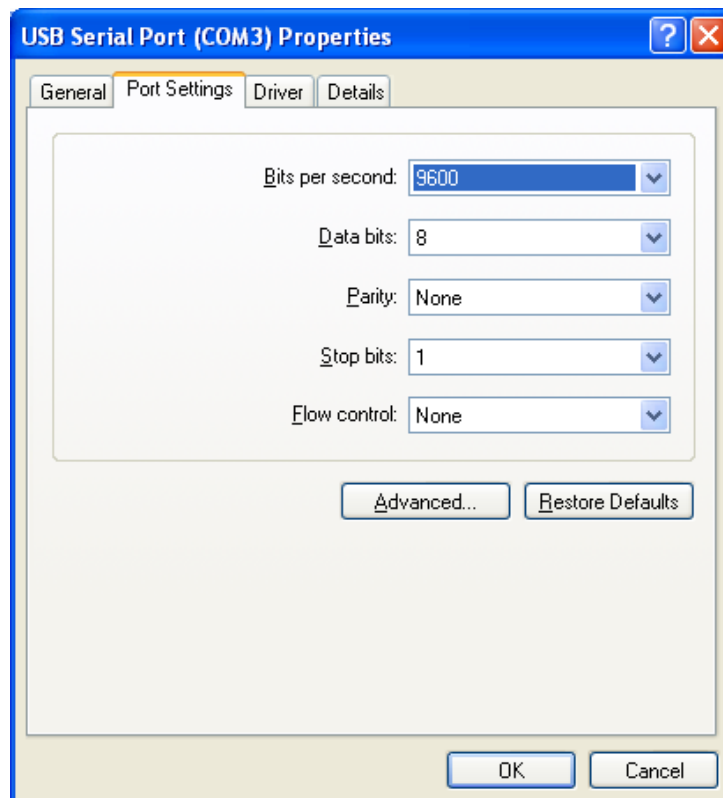 USB Serial Port (COM3) Properties
General Port Settings Driver Details
Bits per second: 9600
Data bits: 8
Parity: None
Stop bits: 1
Flow control: None
Advanced... Restore Defaults
OK Cancel